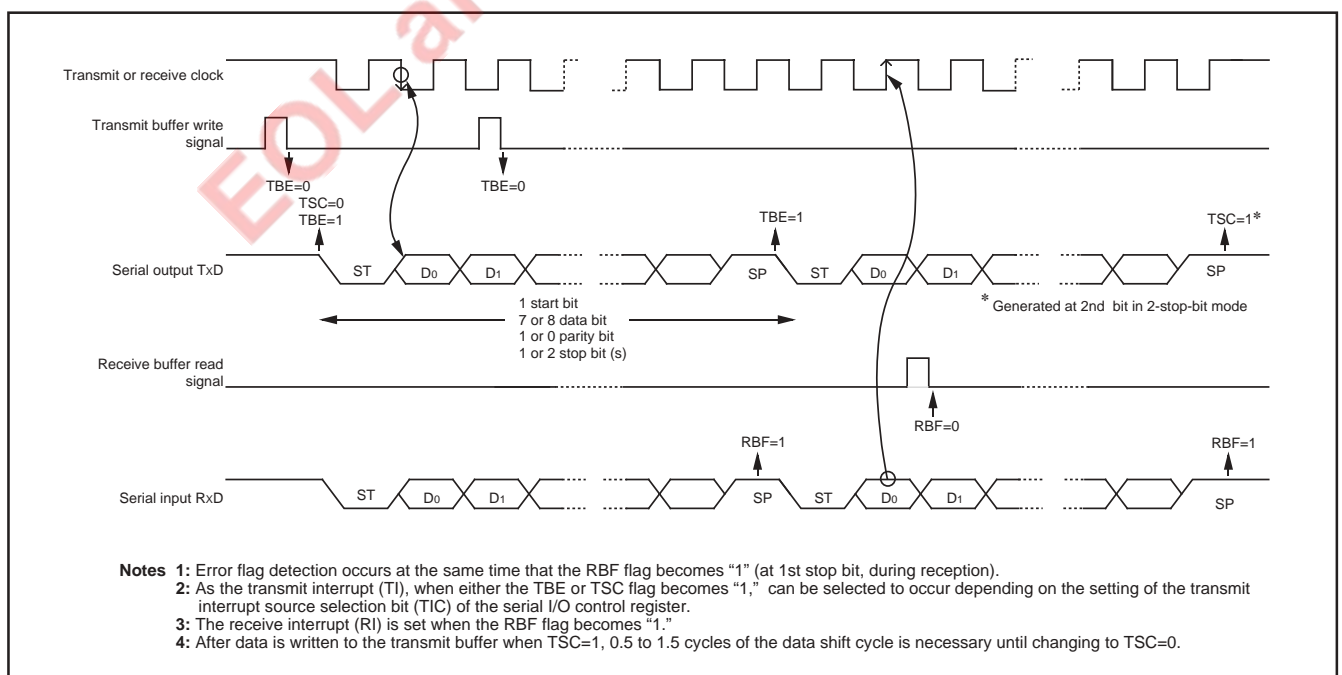 EOL an
Transmit or receive clock
Transmit buffer write
signal
TBE=0
TSC=0
TBE=1
TBE=0
TBE=1
TSC=1*
Serial output TxD
ST
D0
D1
SP
ST
D0
D1
SP
1 start bit
7 or 8 data bit
1 or 0 parity bit
1 or 2 stop bit (s)
* Generated at 2nd bit in 2-stop-bit mode
Receive buffer read
signal
RBF=0
RBF=1
RBF=1
Serial input RxD
ST
D0
D1
SP
ST
D0
D1
SP
Notes 1: Error flag detection occurs at the same time that the RBF flag becomes “1” (at 1st stop bit, during reception).
2: As the transmit interrupt (TI), when either the TBE or TSC flag becomes “1,” can be selected to occur depending on the setting of the transmit
interrupt source selection bit (TIC) of the serial I/O control register.
3: The receive interrupt (RI) is set when the RBF flag becomes “1.”
4: After data is written to the transmit buffer when TSC=1, 0.5 to 1.5 cycles of the data shift cycle is necessary until changing to TSC=0.